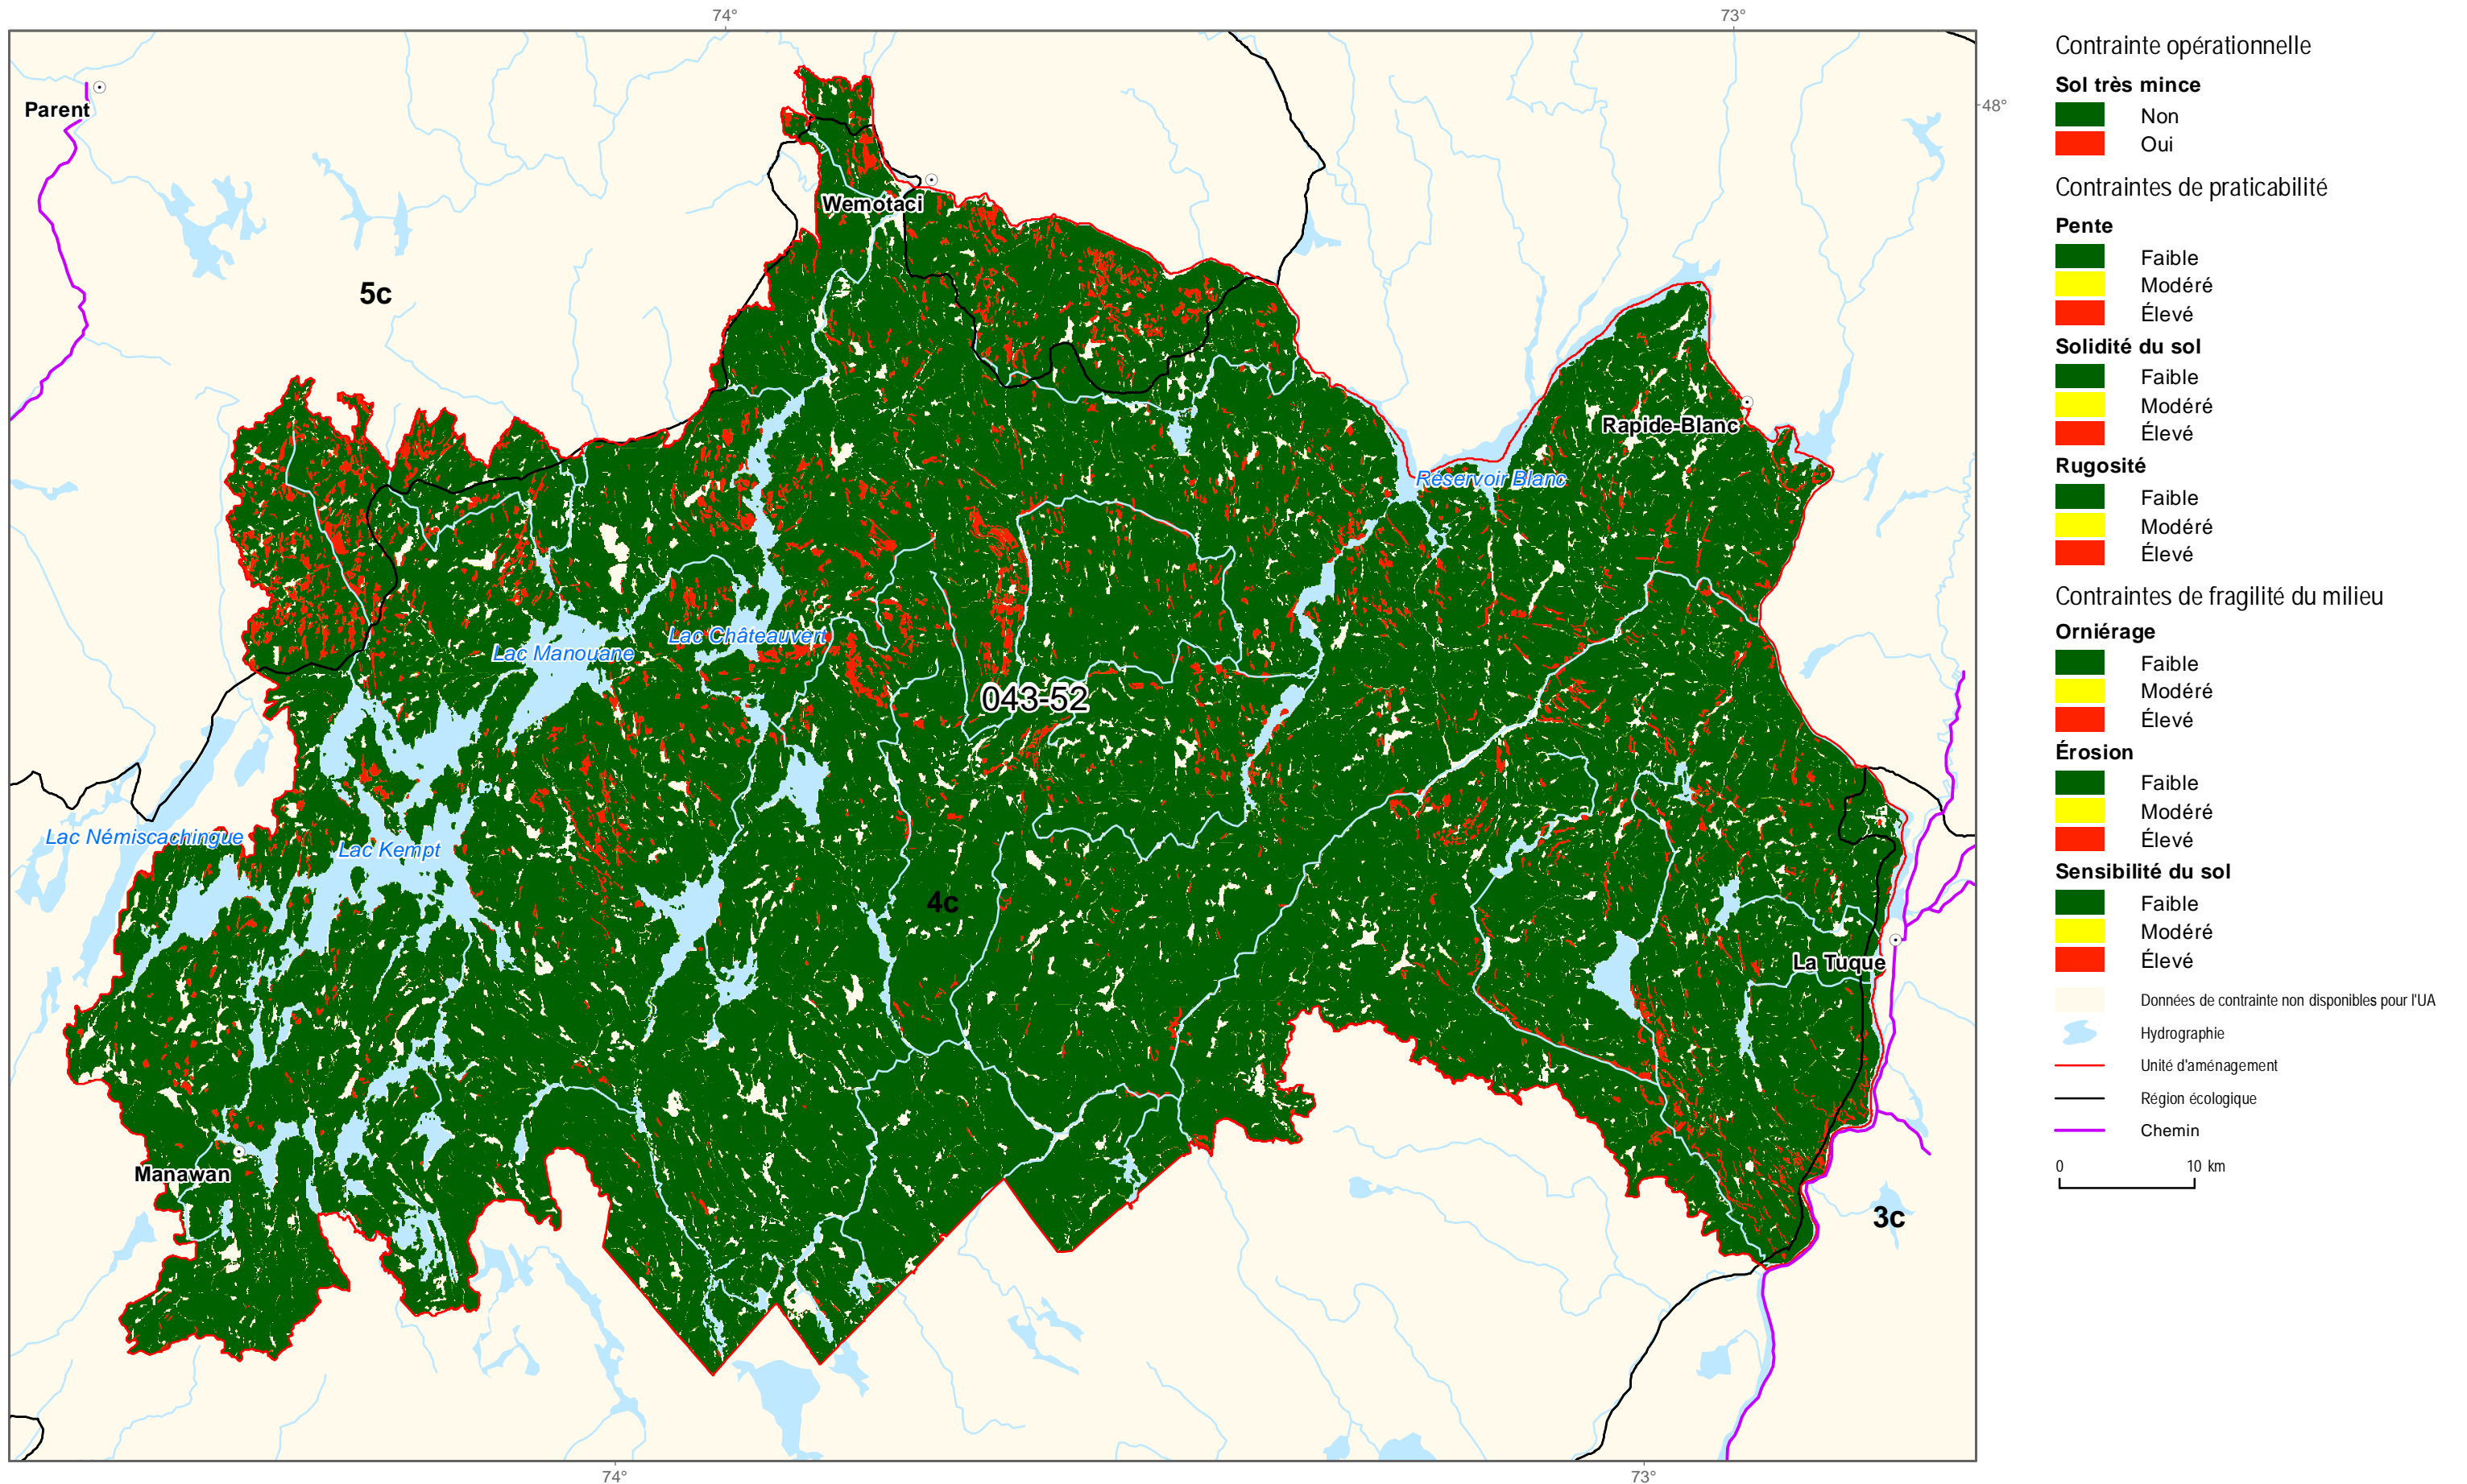 74°
73°
48°
Parent
Wemotaci
5c
Rapide-Blanc
Réservoir Blanc
Lac Châteauvert
Lac Manouane
043-52
Lac Némiscachingue
Lac Kempt
4c
La Tuque
Manawan
3c
74°
73°
Contrainte opérationnelle
Sol très mince
Non
Oui
Contraintes de praticabilité
Pente
Faible
Modéré
Élevé
Solidité du sol
Faible
Modéré
Élevé
Rugosité
Faible
Modéré
Élevé
Contraintes de fragilité du milieu
Orniérage
Faible
Modéré
Élevé
Érosion
Faible
Modéré
Élevé
Sensibilité du sol
Faible
Modéré
Élevé
Données de contrainte non disponibles pour l'UA
Hydrographie
Unité d'aménagement
Région écologique
Chemin
0 10 km